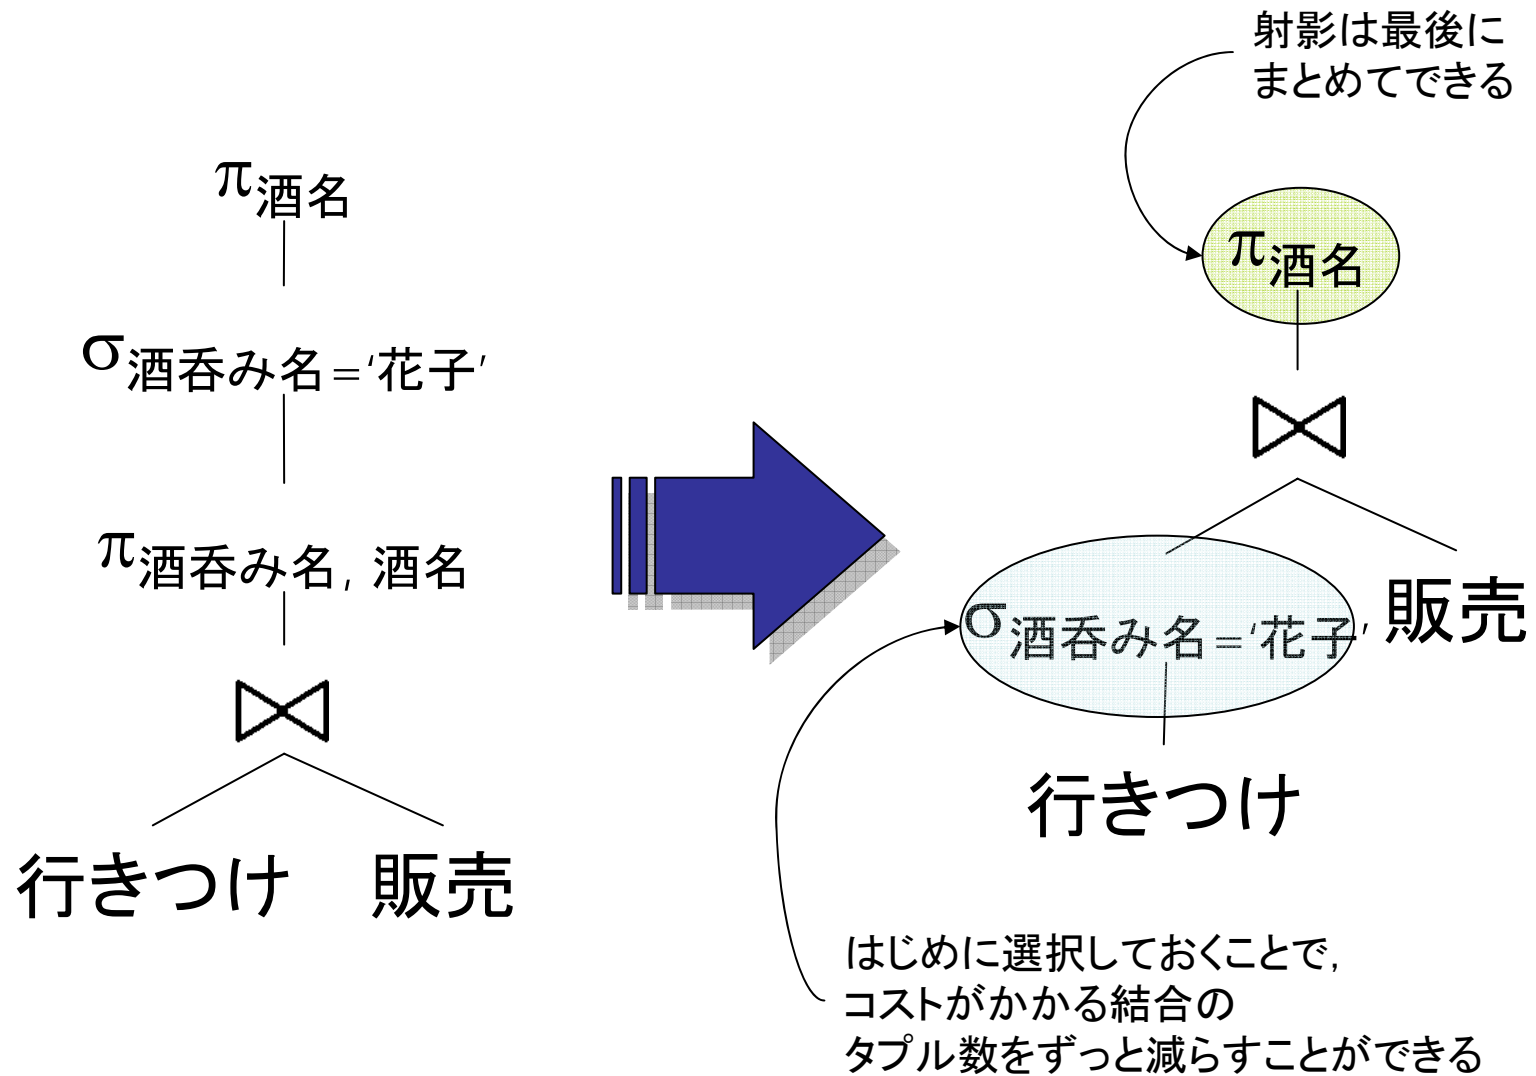 射影は最後に
まとめてできる
π酒名
σ酒呑み名=‘花子’
π酒呑み名, 酒名
⋈
行きつけ 販売
π酒名
⋈
σ酒呑み名=‘花子’ 販売
行きつけ
はじめに選択しておくことで,
コストがかかる結合の
タプル数をずっと減らすことができる